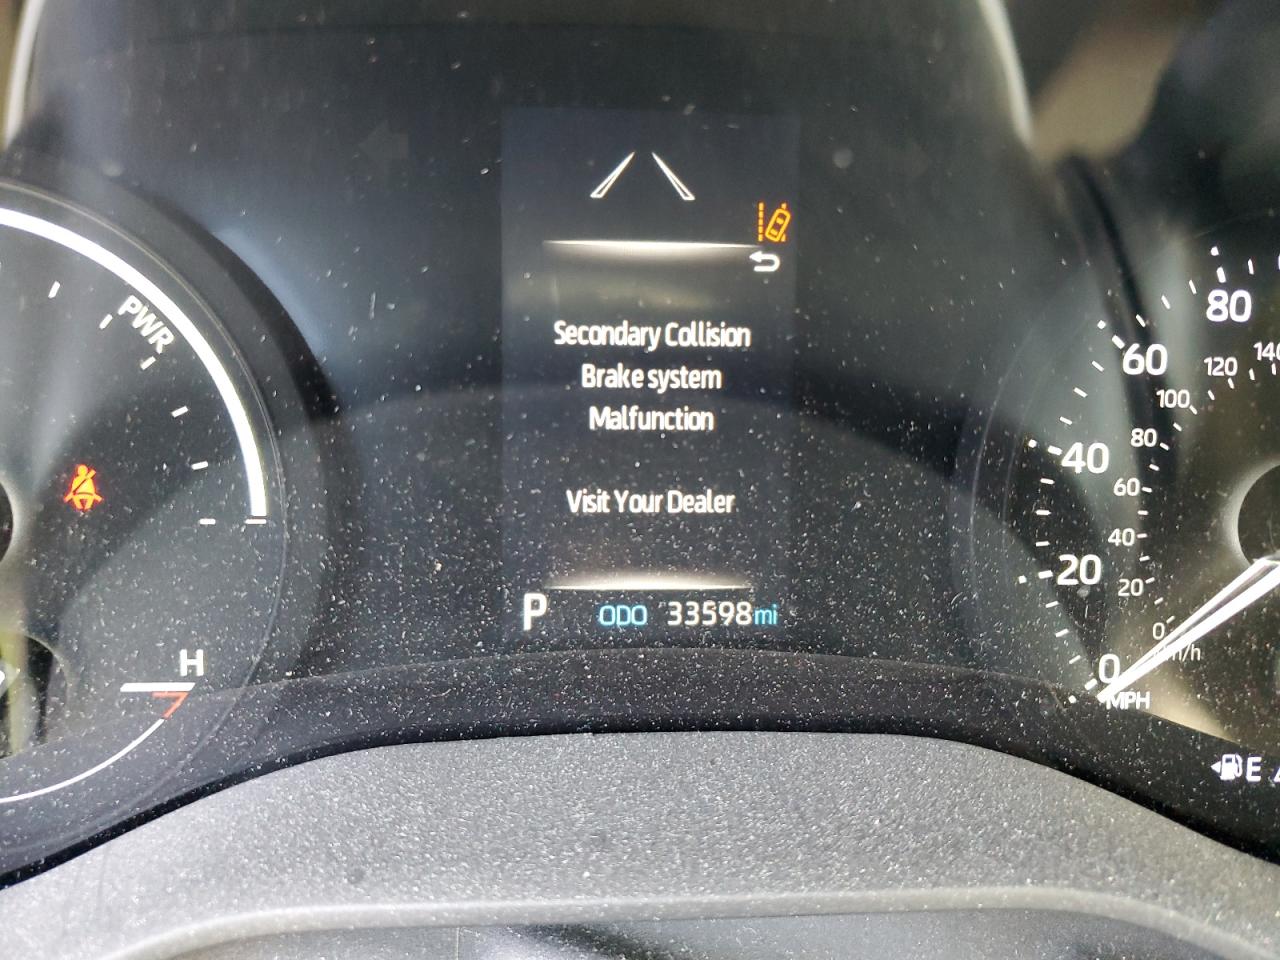 PWR
H
Secondary Collision
Brake system
Malfunction
Visit Your Dealer
P ODO 33598mi
80
60
40
20
0
MPH
140
120
100
80
60
40
20
0
km/h
E